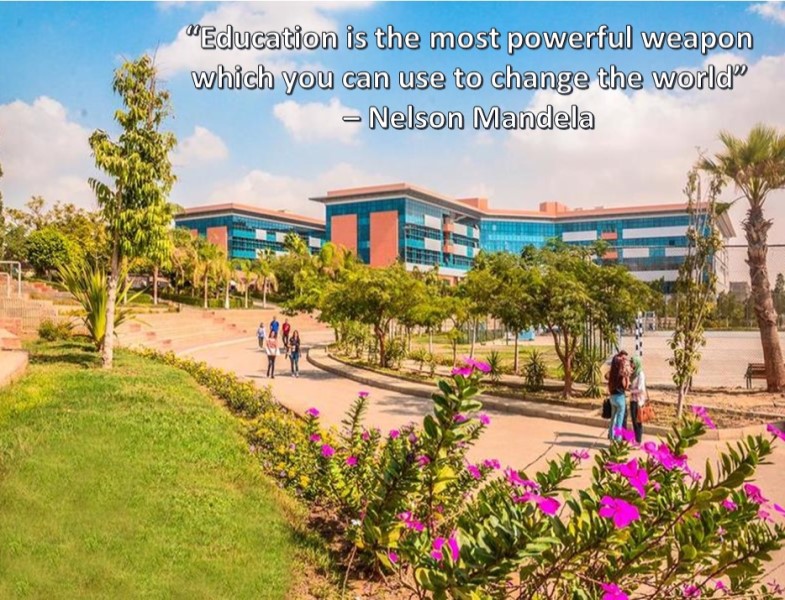 “Education is the most powerful weapon
which you can use to change the world”
– Nelson Mandela